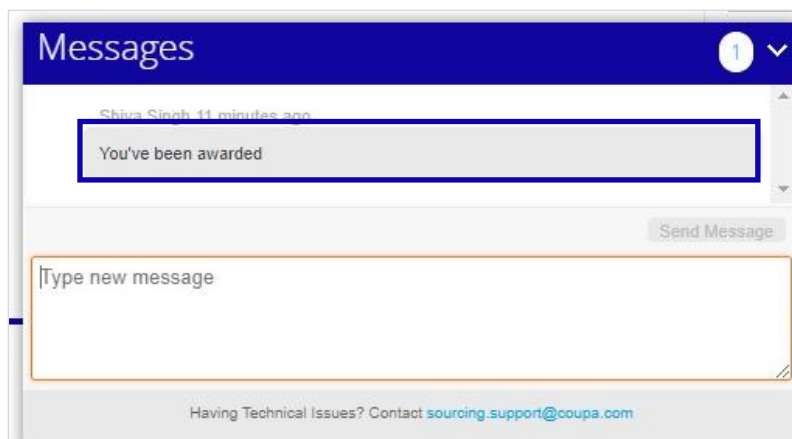 Messages
1
Shiva Singh 11 minutes ago
You've been awarded
Send Message
Type new message
Having Technical Issues? Contact sourcing.support@coupa.com